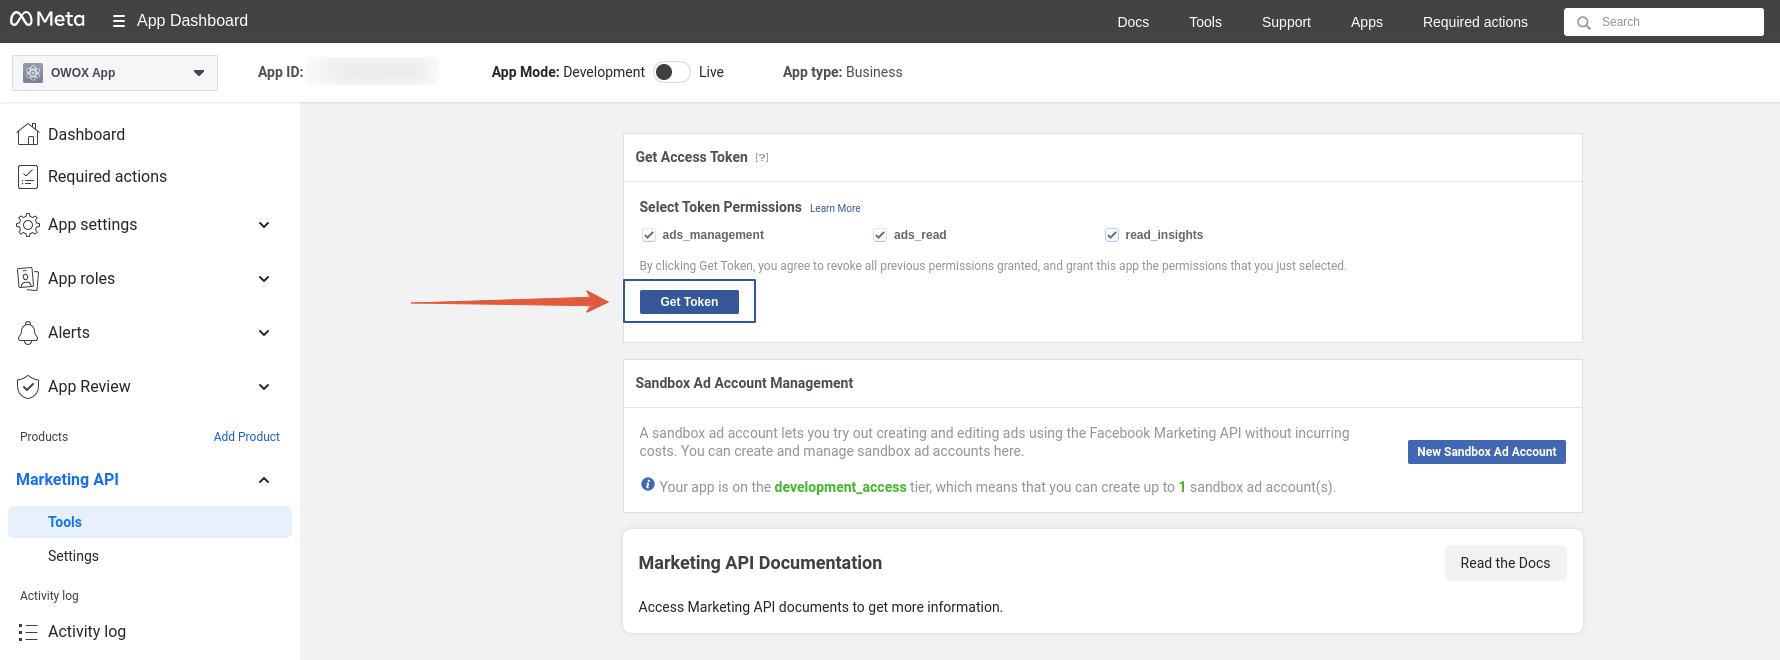 Meta
App Dashboard
Docs Tools Support Apps Required actions Search
OWOX App
App ID:
App Mode: Development Live
App type: Business
Dashboard
Required actions
App settings
App roles
Alerts
App Review
Products Add Product
Marketing API
Tools
Settings
Activity log
Activity log
Get Access Token [?]
Select Token Permissions Learn More
ads_management ads_read read_insights
By clicking Get Token, you agree to revoke all previous permissions granted, and grant this app the permissions that you just selected.
Get Token
Sandbox Ad Account Management
A sandbox ad account lets you try out creating and editing ads using the Facebook Marketing API without incurring
costs. You can create and manage sandbox ad accounts here.
New Sandbox Ad Account
Your app is on the development_access tier, which means that you can create up to 1 sandbox ad account(s).
Marketing API Documentation
Read the Docs
Access Marketing API documents to get more information.